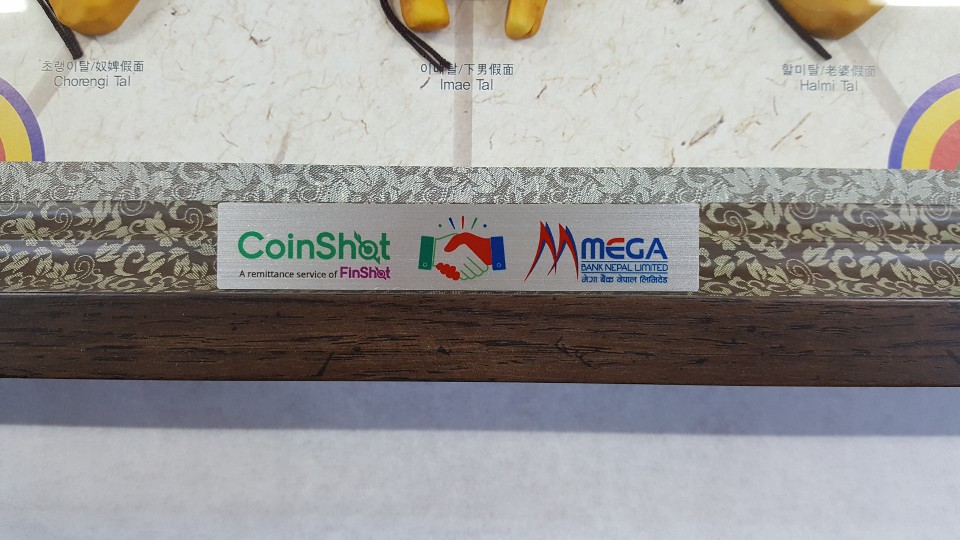 초랭이탈/奴婢假面
Chorengi Tal
이매탈/下男假面
Imae Tal
할미탈/老婆假面
Halmi Tal
CoinShot
A remittance service of FinShot
MEGA
BANK NEPAL LIMITED
मेगा बैंक नेपाल लिमिटेड